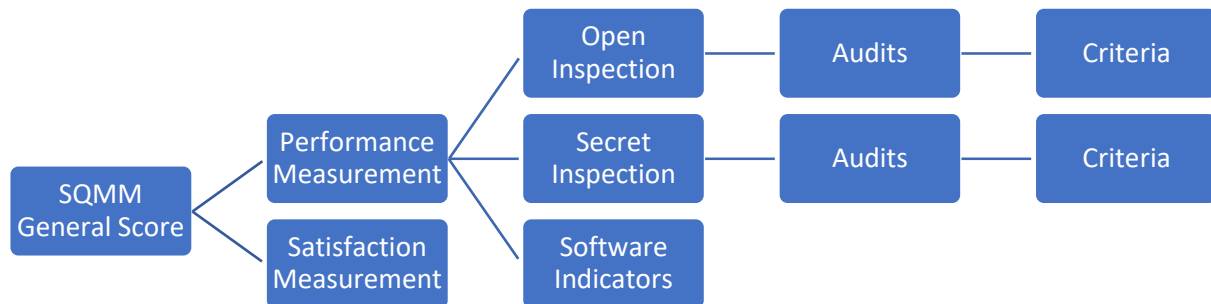 Open
Inspection
Audits
Criteria
Performance
Measurement
Secret
Inspection
Audits
Criteria
SQMM
General Score
Satisfaction
Measurement
Software
Indicators